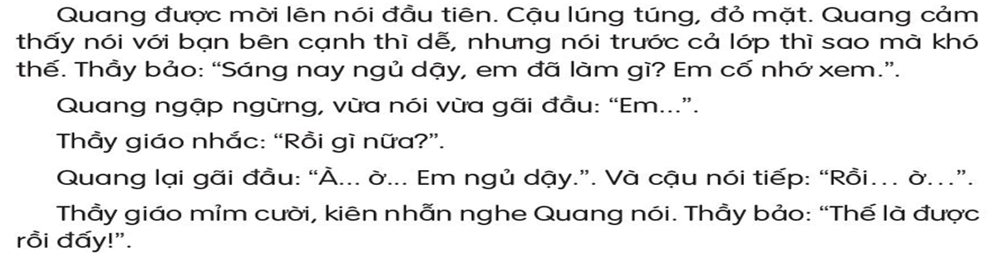 Quang được mời lên nói đầu tiên. Cậu lúng túng, đỏ mặt. Quang cảm
thấy nói với bạn bên cạnh thì dễ, nhưng nói trước cả lớp thì sao mà khó
thế. Thầy bảo: “Sáng nay ngủ dậy, em đã làm gì? Em cố nhớ xem.”.
Quang ngập ngừng, vừa nói vừa gãi đầu: “Em...”.
Thầy giáo nhắc: “Rồi gì nữa?”.
Quang lại gãi đầu: “À... ờ... Em ngủ dậy.”. Và cậu nói tiếp: “Rồi... ờ...”.
Thầy giáo mỉm cười, kiên nhẫn nghe Quang nói. Thầy bảo: “Thế là được
rồi đấy!”.